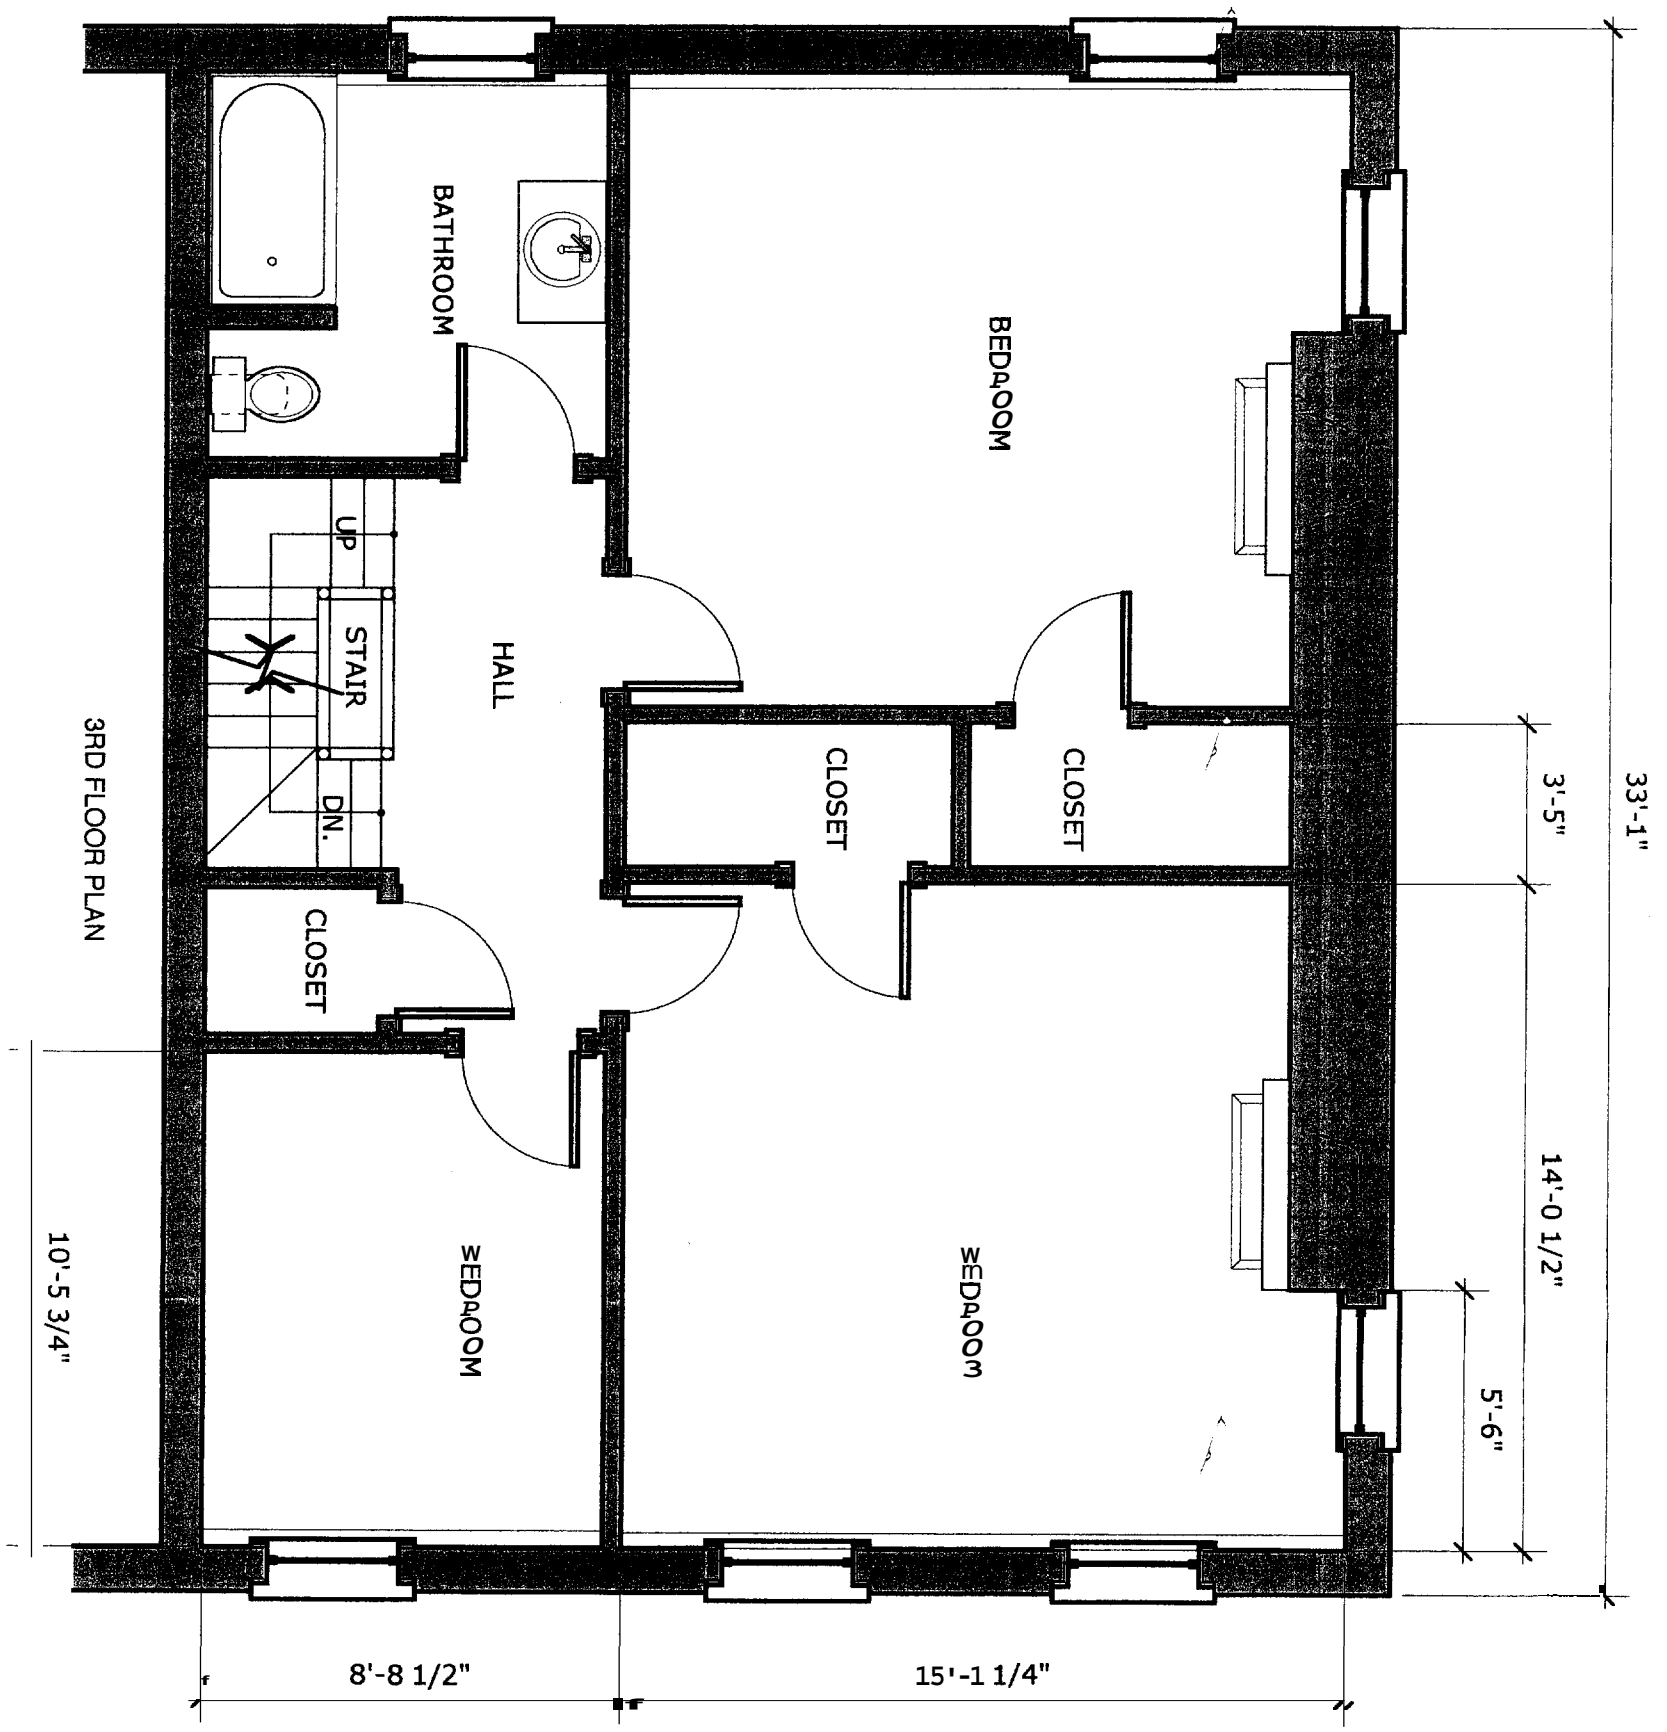 33'-1"
3'-5"
14'-0 1/2"
5'-6"
BEDROOM
CLOSET
BEDROOM
CLOSET
HALL
BATHROOM
BEDROOM
UP
STAIR
DN.
CLOSET
3RD FLOOR PLAN
10'-5 3/4"
8'-8 1/2"
15'-1 1/4"